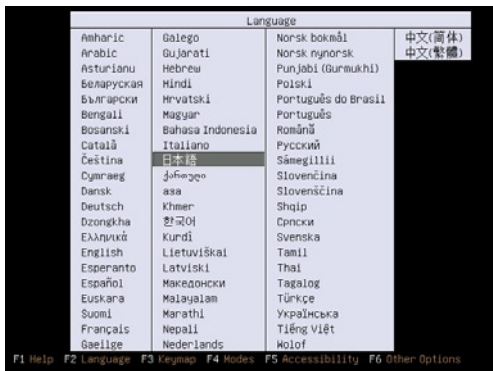 Language
Amharic
Arabic
Asturianu
Беларуская
Български
Bengali
Bosanski
Català
Čeština
Cymraeg
Dansk
Deutsch
Dzongkha
Ελληνικά
English
Esperanto
Español
Euskara
Suomi
Français
Gaeilge
Galego
Gujarati
Hebrew
Hindi
Hrvatski
Magyar
Bahasa Indonesia
Italiano
日本語
ქართული
ភាសា
Khmer
한국어
Kurdî
Lietuviškai
Latviski
Македонски
Malayalam
Marathi
Nepali
Nederlands
Norsk bokmål
Norsk nynorsk
Punjabi (Gurmukhi)
Polski
Português do Brasil
Português
Română
Русский
Sámegillii
Slovenčina
Slovenščina
Shqip
Српски
Svenska
Tamil
Thai
Tagalog
Türkçe
Українська
Tiếng Việt
Wolof
中文(简体)
中文(繁體)
F1 Help F2 Language F3 Keymap F4 Modes F5 Accessibility F6 Other Options